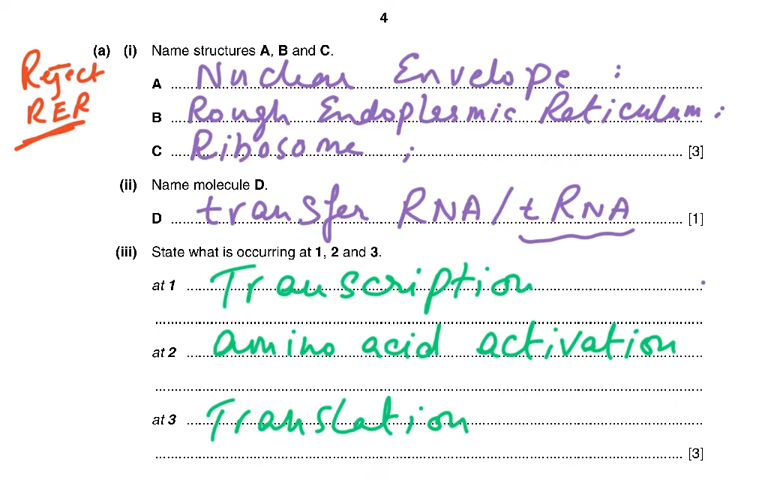 4
(a) (i) Name structures A, B and C.
Reject
RER
A Nuclear Envelope ;
B Rough Endoplesmic Reticulum ;
C Ribosome ; [3]
(ii) Name molecule D.
D transfer RNA / tRNA [1]
(iii) State what is occurring at 1, 2 and 3.
at 1 Transcription
at 2 amino acid activation
at 3 Translation
[3]